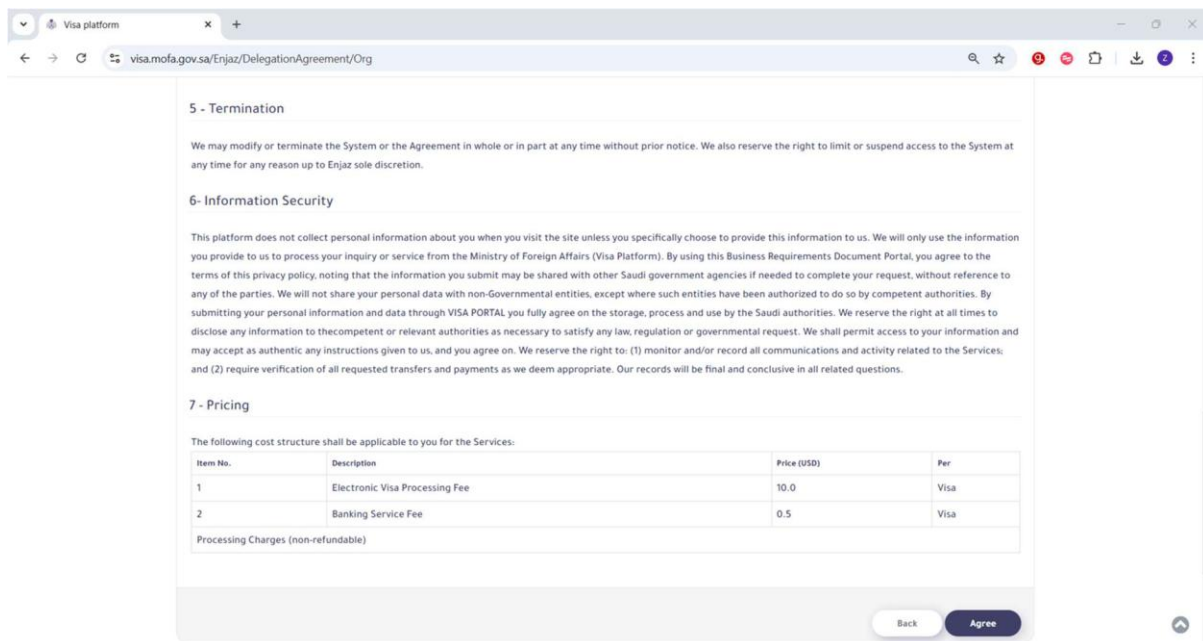 Visa platform
visa.mofa.gov.sa/Enjaz/DelegationAgreement/Org
Z
5 - Termination
We may modify or terminate the System or the Agreement in whole or in part at any time without prior notice. We also reserve the right to limit or suspend access to the System at
any time for any reason up to Enjaz sole discretion.
6- Information Security
This platform does not collect personal information about you when you visit the site unless you specifically choose to provide this information to us. We will only use the information
you provide to us to process your inquiry or service from the Ministry of Foreign Affairs (Visa Platform). By using this Business Requirements Document Portal, you agree to the
terms of this privacy policy, noting that the information you submit may be shared with other Saudi government agencies if needed to complete your request, without reference to
any of the parties. We will not share your personal data with non-Governmental entities, except where such entities have been authorized to do so by competent authorities. By
submitting your personal information and data through VISA PORTAL you fully agree on the storage, process and use by the Saudi authorities. We reserve the right at all times to
disclose any information to thecompetent or relevant authorities as necessary to satisfy any law, regulation or governmental request. We shall permit access to your information and
may accept as authentic any instructions given to us, and you agree on. We reserve the right to: (1) monitor and/or record all communications and activity related to the Services;
and (2) require verification of all requested transfers and payments as we deem appropriate. Our records will be final and conclusive in all related questions.
7 - Pricing
The following cost structure shall be applicable to you for the Services:
Item No. Description Price (USD) Per
1 Electronic Visa Processing Fee 10.0 Visa
2 Banking Service Fee 0.5 Visa
Processing Charges (non-refundable)
Back Agree